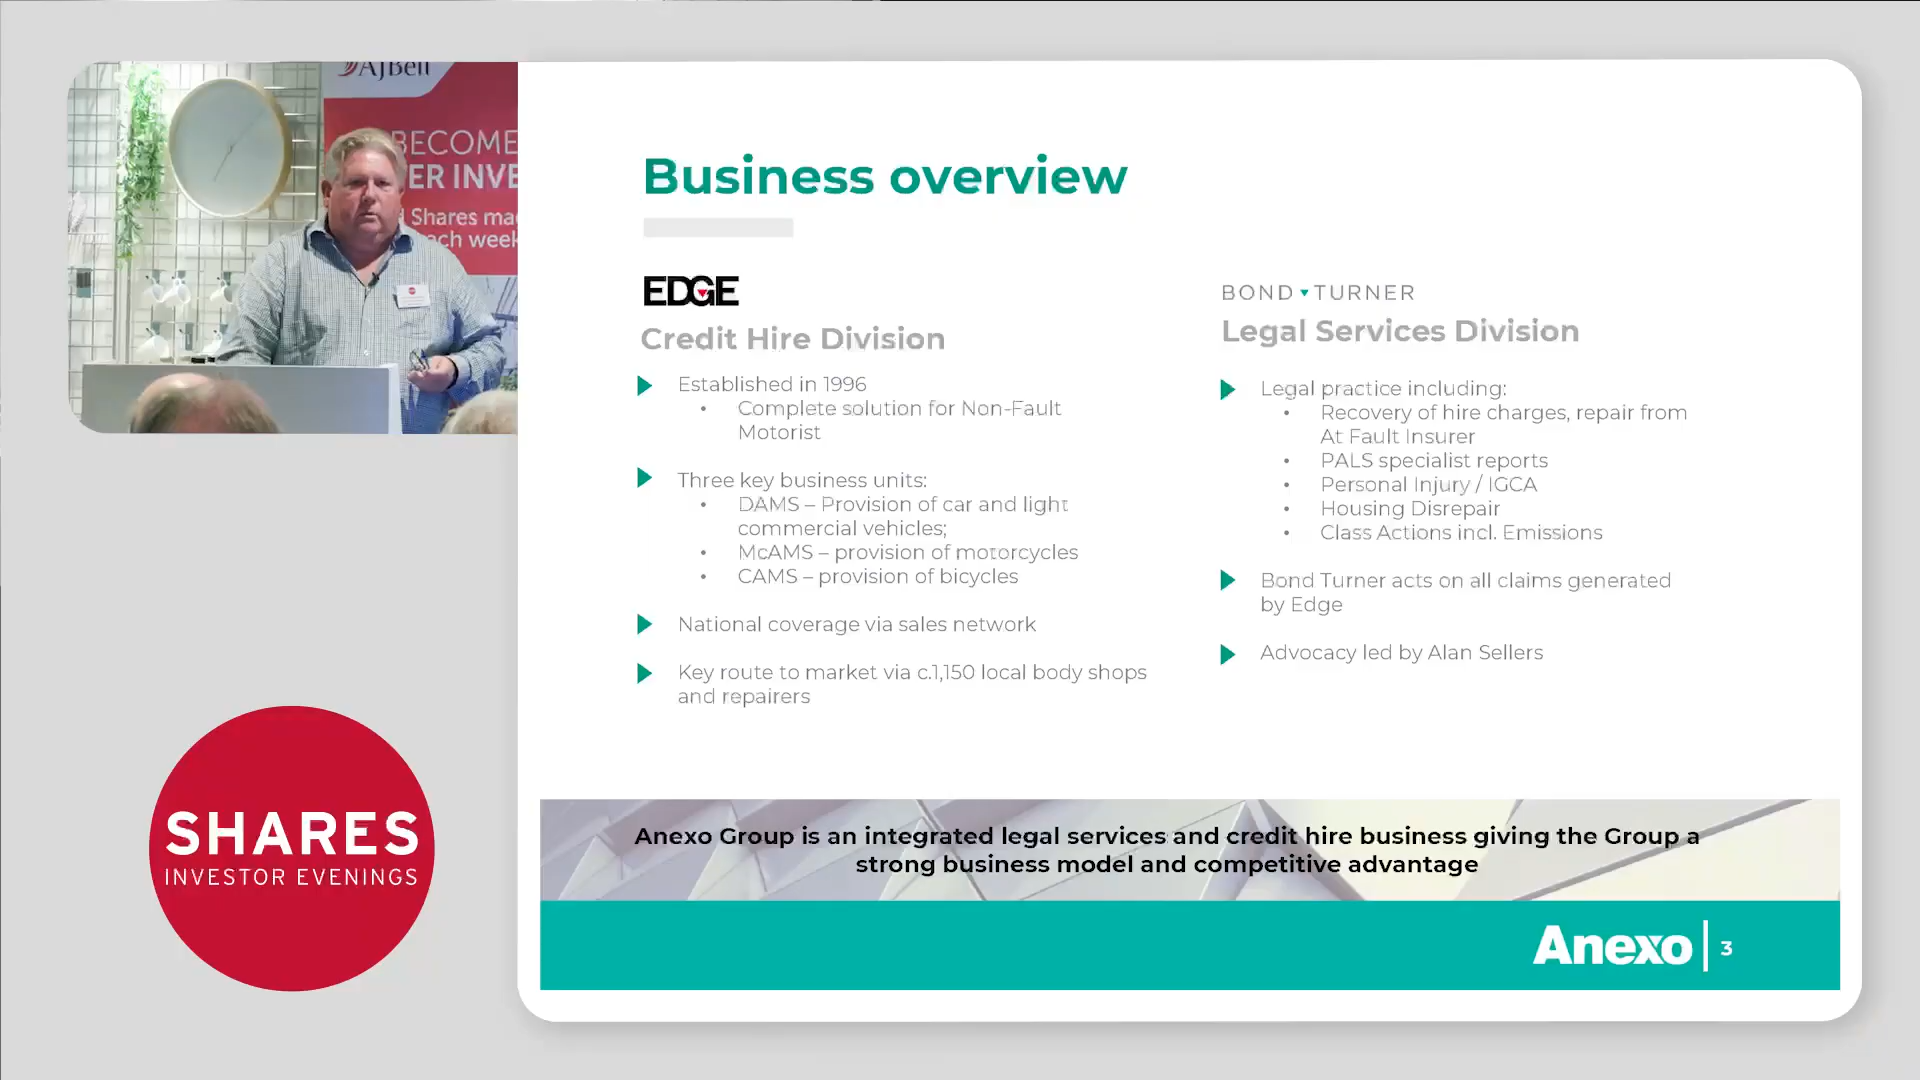 AJBell
BECOME
ER INVE
Shares ma
ch week
SHARES
INVESTOR EVENINGS
Business overview
EDGE
Credit Hire Division
Established in 1996
• Complete solution for Non-Fault
Motorist
Three key business units:
• DAMS – Provision of car and light
commercial vehicles;
• McAMS – provision of motorcycles
• CAMS – provision of bicycles
National coverage via sales network
Key route to market via c.1,150 local body shops
and repairers
BOND TURNER
Legal Services Division
Legal practice including:
• Recovery of hire charges, repair from
At Fault Insurer
• PALS specialist reports
• Personal Injury / IGCA
• Housing Disrepair
• Class Actions incl. Emissions
Bond Turner acts on all claims generated
by Edge
Advocacy led by Alan Sellers
Anexo Group is an integrated legal services and credit hire business giving the Group a
strong business model and competitive advantage
Anexo | 3